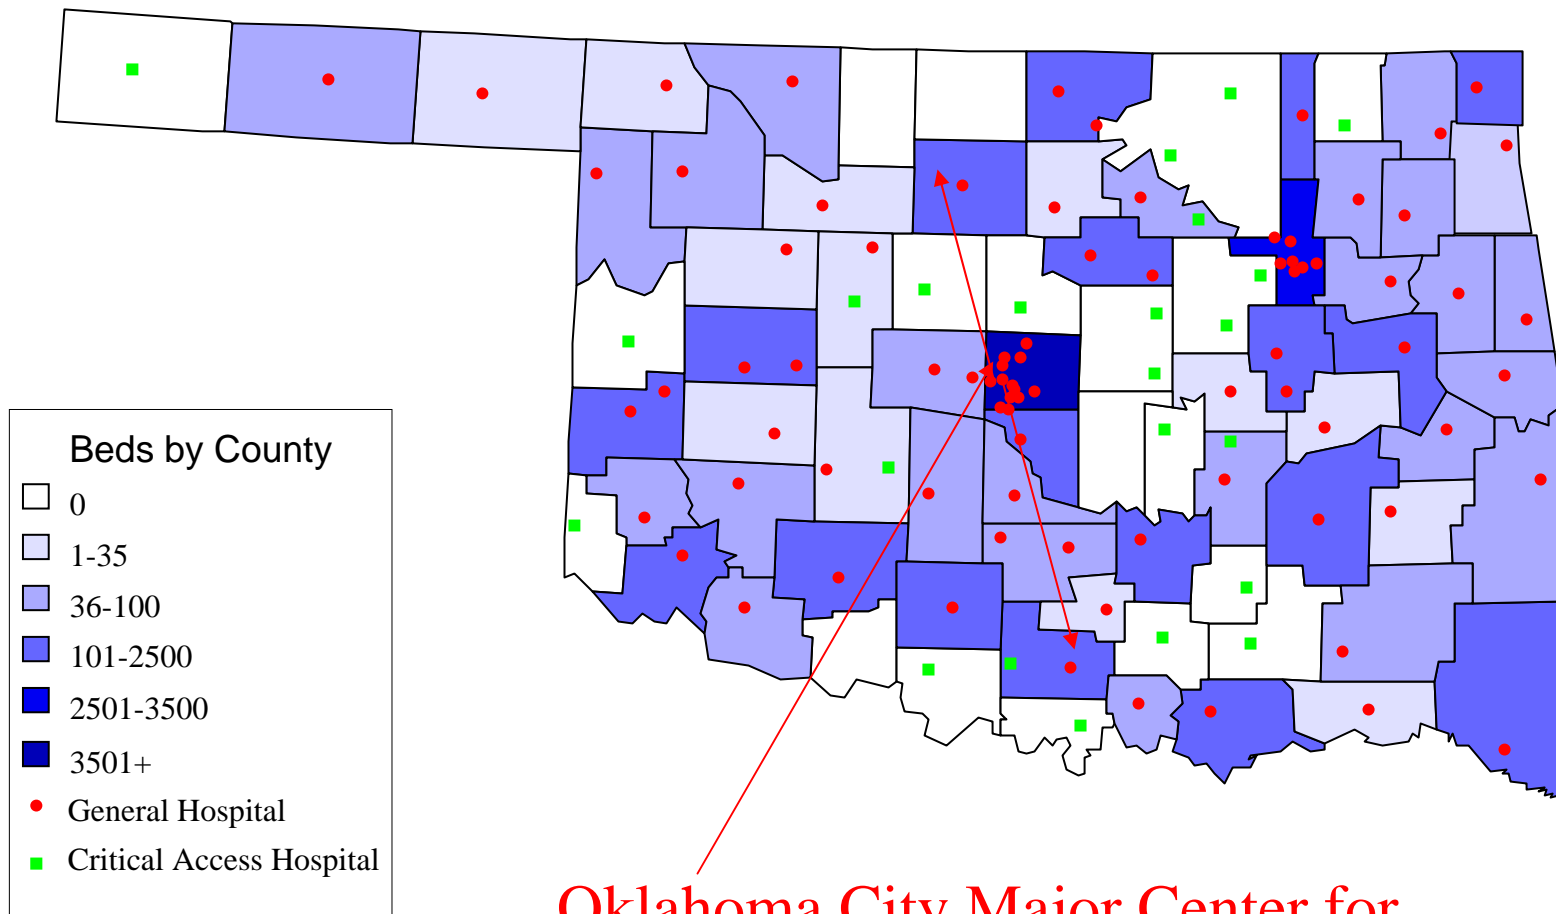 Beds by County
0
1-35
36-100
101-2500
2501-3500
3501+
General Hospital
Critical Access Hospital
Oklahoma City Major Center for